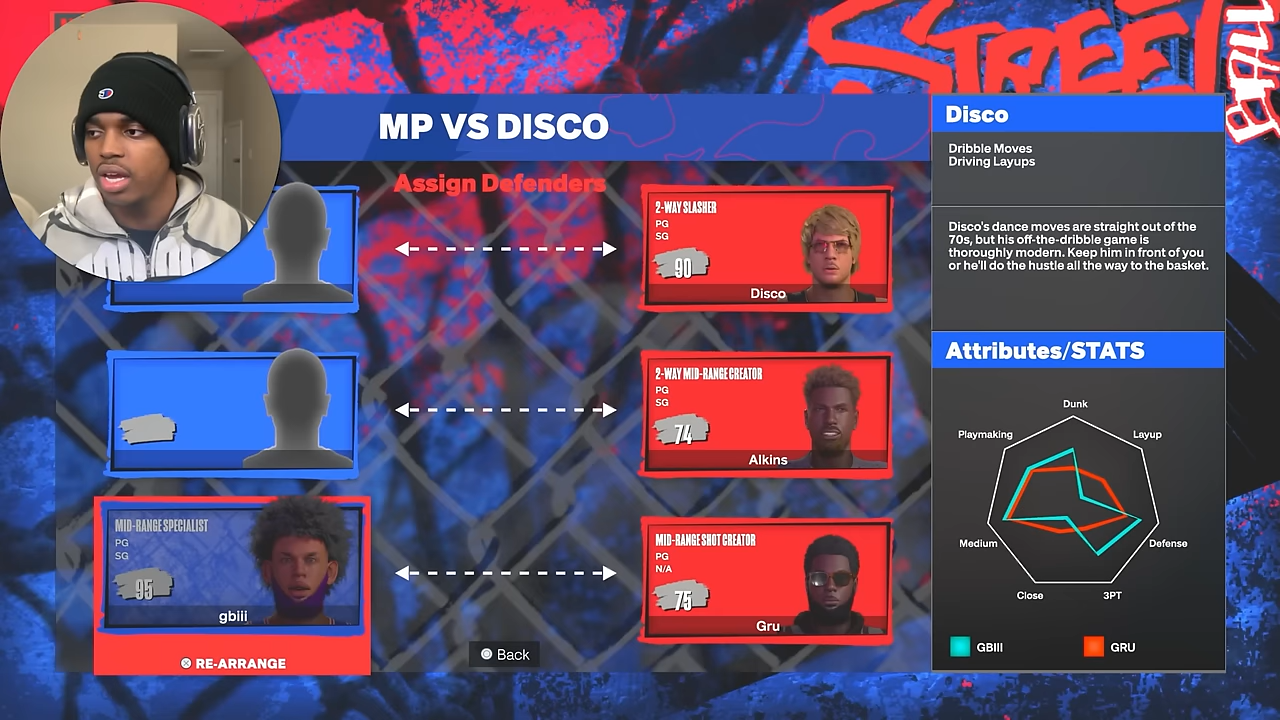 STREET
MP VS DISCO
Assign Defenders
2-WAY SLASHER
PG
SG
90
Disco
2-WAY MID-RANGE CREATOR
PG
SG
74
Alkins
MID-RANGE SPECIALIST
PG
SG
95
gbiii
RE-ARRANGE
MID-RANGE SHOT CREATOR
PG
N/A
75
Gru
Back
Disco
Dribble Moves
Driving Layups
Disco's dance moves are straight out of the
70s, but his off-the-dribble game is
thoroughly modern. Keep him in front of you
or he'll do the hustle all the way to the basket.
Attributes/STATS
Dunk
Playmaking
Layup
Medium
Defense
Close
3PT
GBIII
GRU